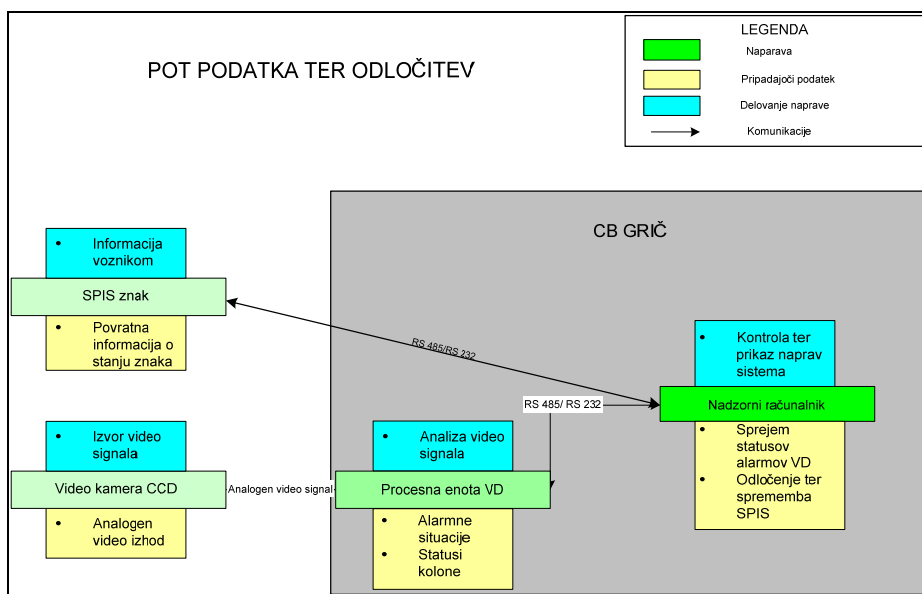 POT PODATKA TER ODLOČITEV
LEGENDA
Naparava
Pripadajoči podatek
Delovanje naprave
Komunikacije
CB GRIČ
• Informacija
voznikom
SPIS znak
• Povratna
informacija o
stanju znaka
RS 485/RS 232
• Kontrola ter
prikaz naprav
sistema
RS 485/ RS 232
Nadzorni računalnik
• Sprejem
statusov
alarmov VD
• Odločenje ter
sprememba
SPIS
• Izvor video
signala
Video kamera CCD
• Analogen
video izhod
Analogen video signal
• Analiza video
signala
Procesna enota VD
• Alarmne
situacije
• Statusi
kolone